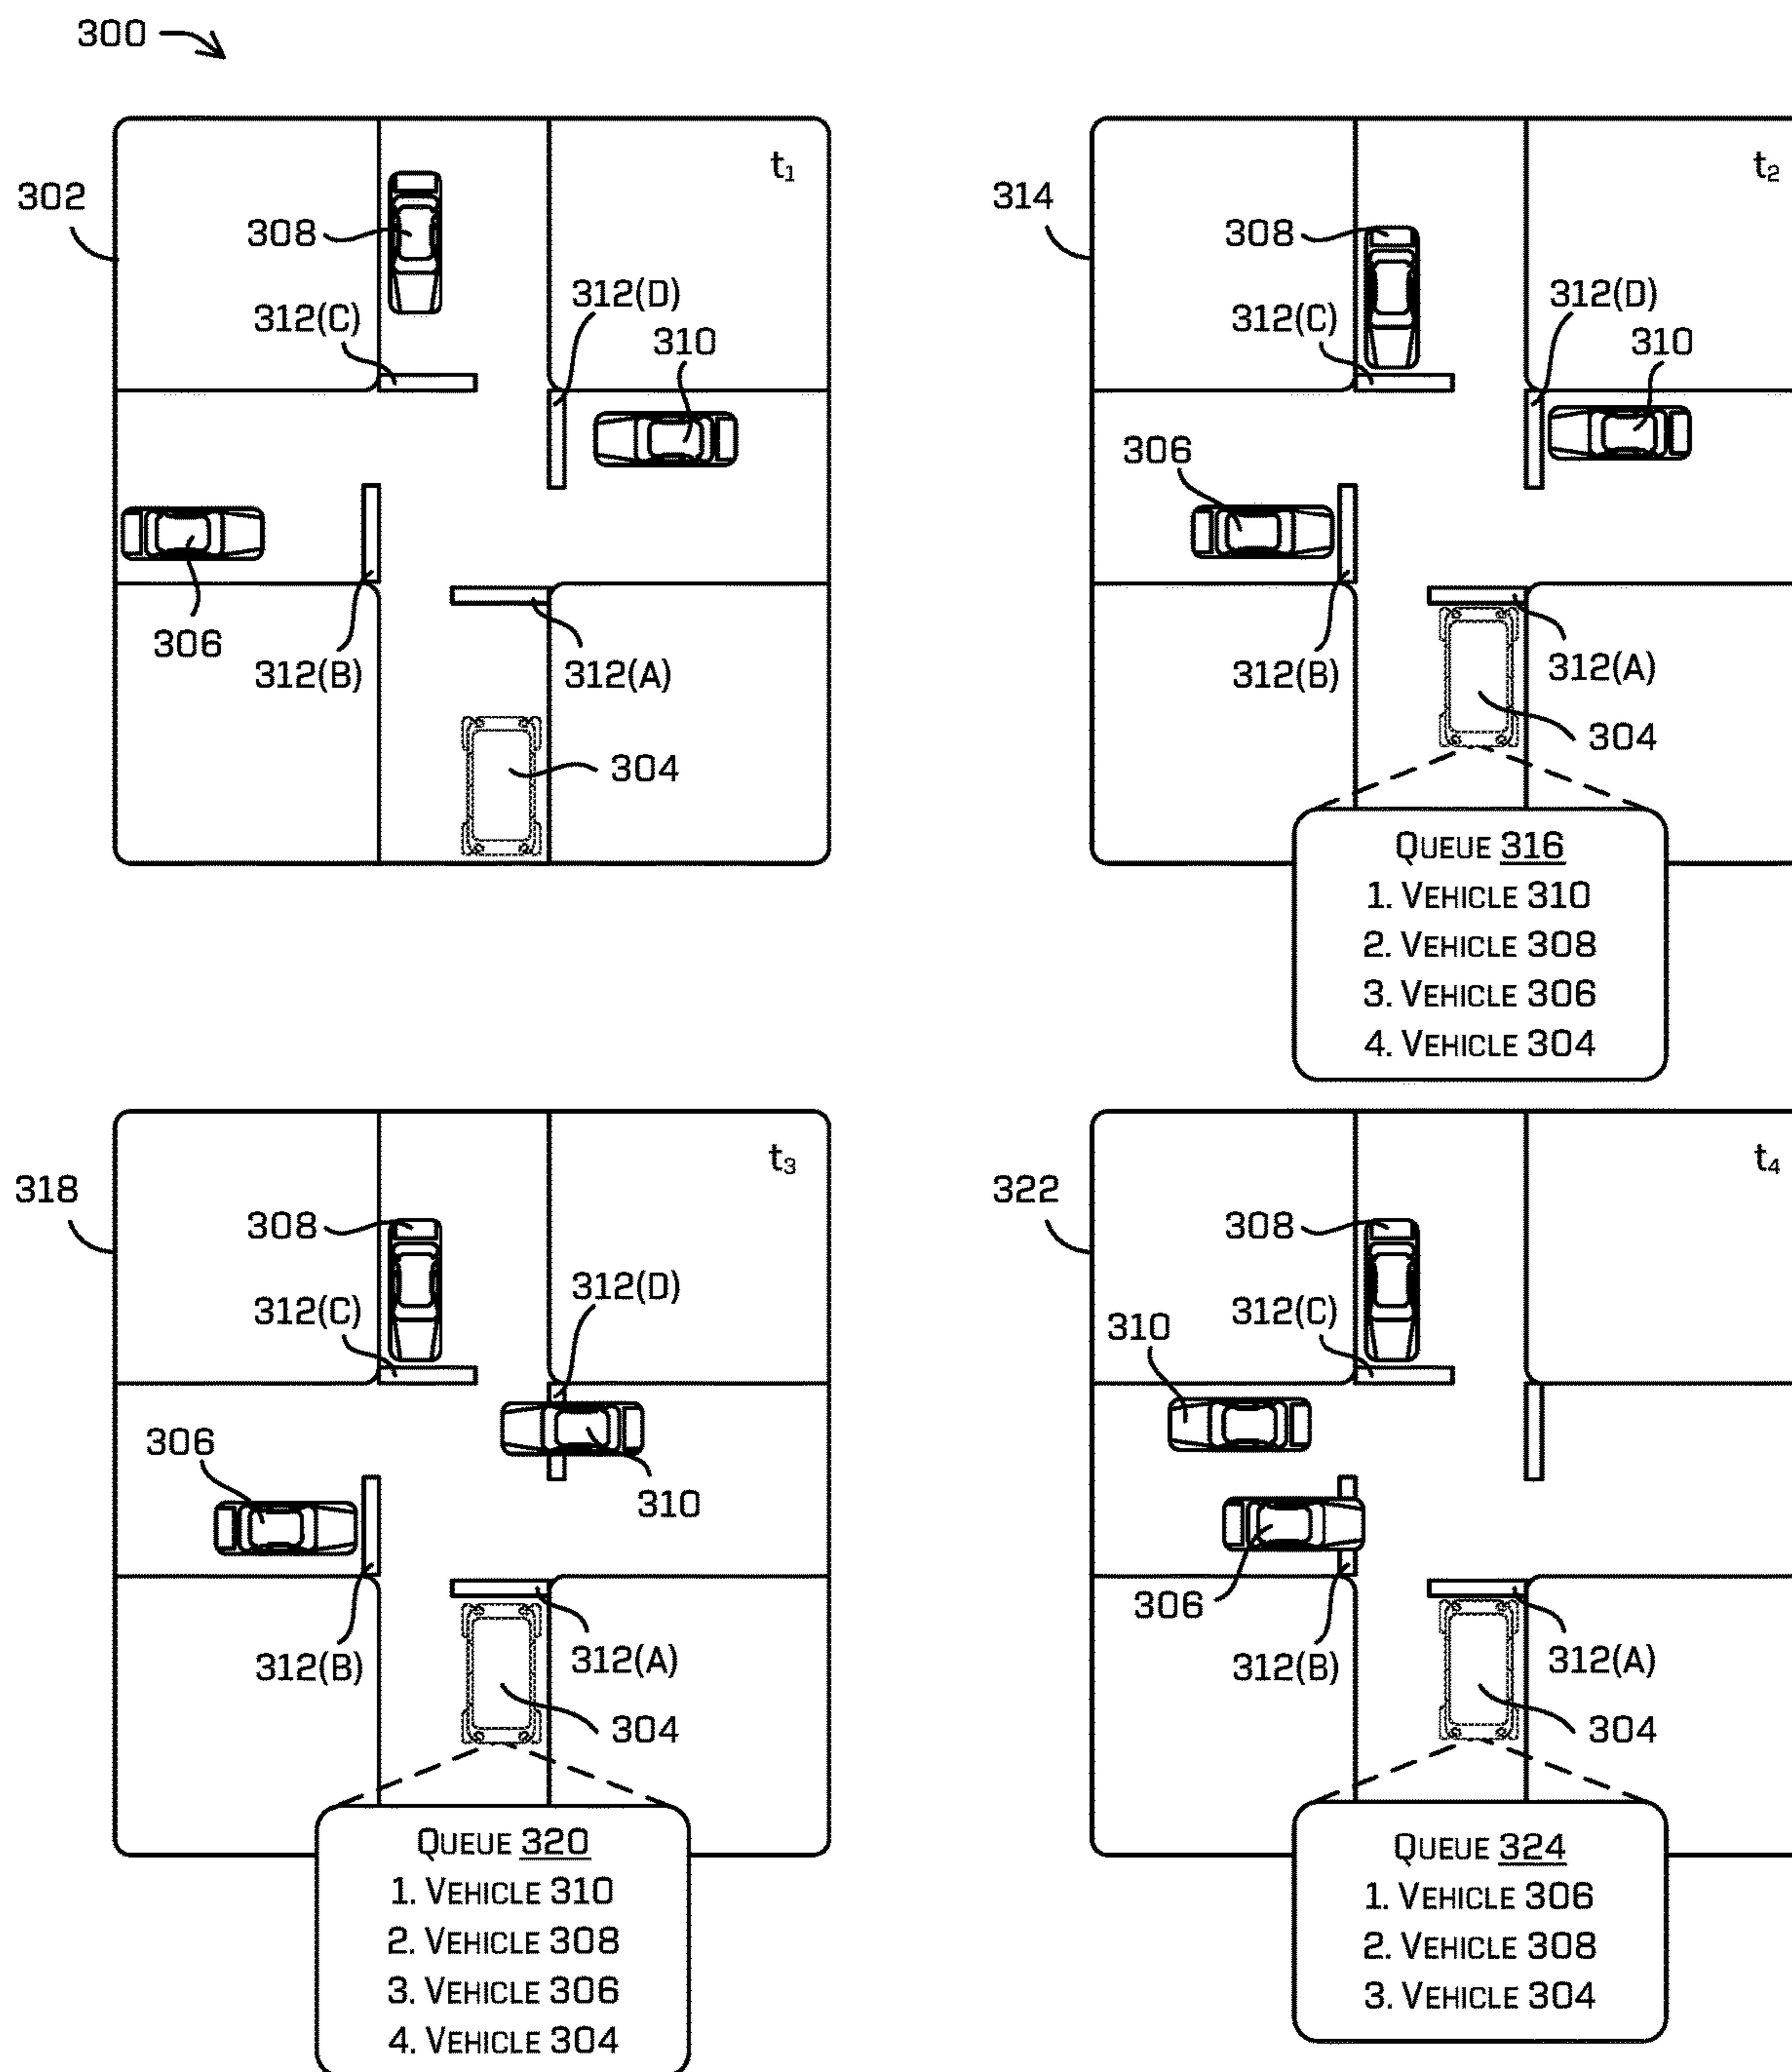 300
302
t₁
308
312(C)
312(D)
310
306
312(B)
312(A)
304
314
t₂
308
312(C)
312(D)
310
306
312(B)
312(A)
304
QUEUE 316
1. VEHICLE 310
2. VEHICLE 308
3. VEHICLE 306
4. VEHICLE 304
318
t₃
308
312(C)
312(D)
306
310
312(B)
312(A)
304
QUEUE 320
1. VEHICLE 310
2. VEHICLE 308
3. VEHICLE 306
4. VEHICLE 304
322
t₄
308
312(C)
310
306
312(B)
312(A)
304
QUEUE 324
1. VEHICLE 306
2. VEHICLE 308
3. VEHICLE 304